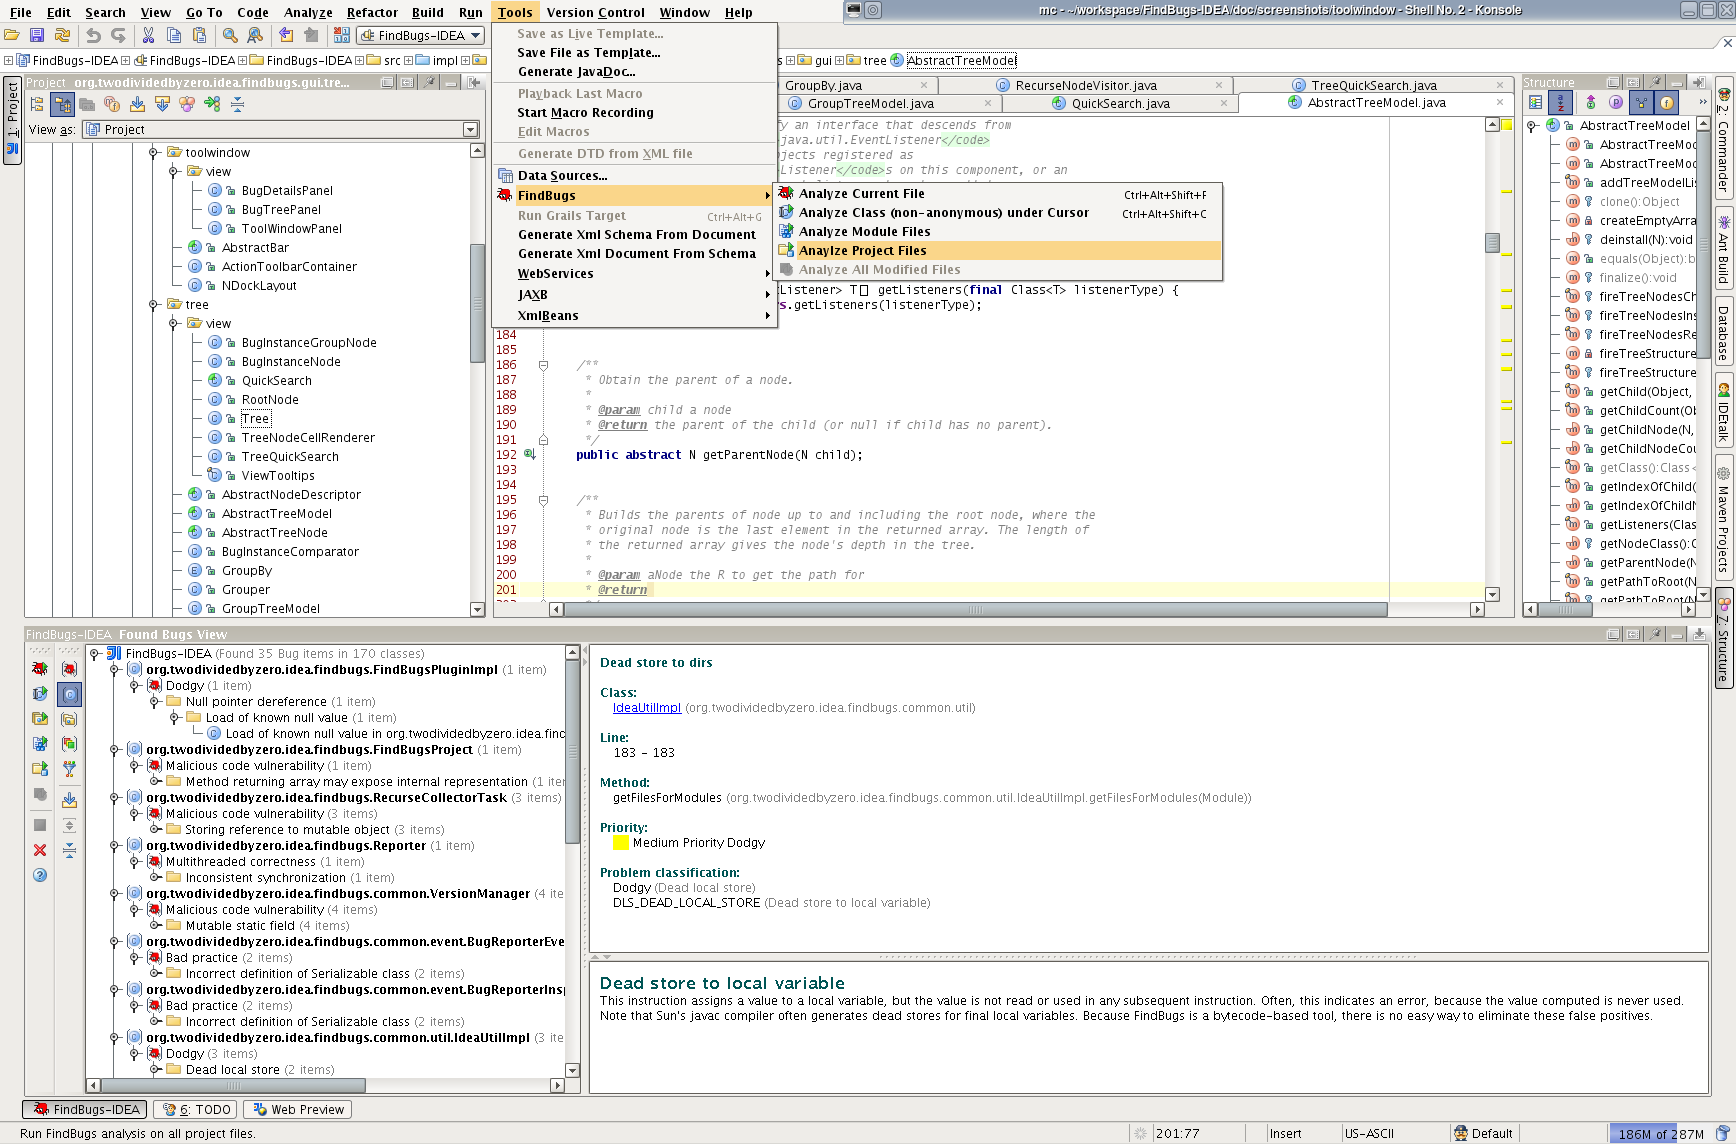 File Edit Search View Go To Code Analyze Refactor Build Run Tools Version Control Window Help
mc - ~/workspace/FindBugs-IDEA/doc/screenshots/toolwindow - Shell No. 2 - Konsole
FindBugs-IDEA
FindBugs-IDEA FindBugs-IDEA FindBugs-IDEA src impl
gui tree AbstractTreeModel
Save as Live Template...
Save File as Template...
Generate JavaDoc...
Playback Last Macro
Start Macro Recording
Edit Macros
Generate DTD from XML file
Data Sources...
FindBugs
Run Grails Target Ctrl+Alt+G
Generate Xml Schema From Document
Generate Xml Document From Schema
WebServices
JAXB
XmlBeans
Analyze Current File Ctrl+Alt+Shift+F
Analyze Class (non-anonymous) under Cursor Ctrl+Alt+Shift+C
Analyze Module Files
Anaylze Project Files
Analyze All Modified Files
1: Project
Project org.twodividedbyzero.idea.findbugs.gui.tre...
View as: Project
toolwindow
view
BugDetailsPanel
BugTreePanel
ToolWindowPanel
AbstractBar
ActionToolbarContainer
NDockLayout
tree
view
BugInstanceGroupNode
BugInstanceNode
QuickSearch
RootNode
Tree
TreeNodeCellRenderer
TreeQuickSearch
ViewTooltips
AbstractNodeDescriptor
AbstractTreeModel
AbstractTreeNode
BugInstanceComparator
GroupBy
Grouper
GroupTreeModel
GroupBy.java RecurseNodeVisitor.java TreeQuickSearch.java
GroupTreeModel.java QuickSearch.java AbstractTreeModel.java
fy an interface that descends from
java.util.EventListener</code>
ojects registered as
Listener</code>s on this component, or an
tListener> T[] getListeners(final Class<T> listenerType) {
s.getListeners(listenerType);
184
185
186 /**
187 * Obtain the parent of a node.
188 *
189 * @param child a node
190 * @return the parent of the child (or null if child has no parent).
191 */
192 public abstract N getParentNode(N child);
193
194
195 /**
196 * Builds the parents of node up to and including the root node, where the
197 * original node is the last element in the returned array. The length of
198 * the returned array gives the node's depth in the tree.
199 *
200 * @param aNode the R to get the path for
201 * @return
Structure
AbstractTreeModel
AbstractTreeMod
AbstractTreeMod
addTreeModelLis
clone():Object
createEmptyArra
deinstall(N):void
equals(Object):b
finalize():void
fireTreeNodesCh
fireTreeNodesIns
fireTreeNodesRe
fireTreeStructure
fireTreeStructure
getChild(Object,
getChildCount(Ob
getChildNode(N,
getChildNodeCou
getClass():Class<
getIndexOfChild(
getIndexOfChildN
getListeners(Clas
getNodeClass():C
getParentNode(N
getPathToRoot(N
getPathToRoot(N
2: Commander
Ant Build
Database
IDEtalk
Maven Projects
Z: Structure
FindBugs-IDEA Found Bugs View
FindBugs-IDEA (Found 35 Bug items in 170 classes)
org.twodividedbyzero.idea.findbugs.FindBugsPluginImpl (1 item)
Dodgy (1 item)
Null pointer dereference (1 item)
Load of known null value (1 item)
Load of known null value in org.twodividedbyzero.idea.finc
org.twodividedbyzero.idea.findbugs.FindBugsProject (1 item)
Malicious code vulnerability (1 item)
Method returning array may expose internal representation (1 iter
org.twodividedbyzero.idea.findbugs.RecurseCollectorTask (3 items)
Malicious code vulnerability (3 items)
Storing reference to mutable object (3 items)
org.twodividedbyzero.idea.findbugs.Reporter (1 item)
Multithreaded correctness (1 item)
Inconsistent synchronization (1 item)
org.twodividedbyzero.idea.findbugs.common.VersionManager (4 ite
Malicious code vulnerability (4 items)
Mutable static field (4 items)
org.twodividedbyzero.idea.findbugs.common.event.BugReporterEve
Bad practice (2 items)
Incorrect definition of Serializable class (2 items)
org.twodividedbyzero.idea.findbugs.common.event.BugReporterInsp
Bad practice (2 items)
Incorrect definition of Serializable class (2 items)
org.twodividedbyzero.idea.findbugs.common.util.IdeaUtilImpl (3 ite
Dodgy (3 items)
Dead local store (2 items)
Dead store to dirs
Class:
IdeaUtilImpl (org.twodividedbyzero.idea.findbugs.common.util)
Line:
183 - 183
Method:
getFilesForModules (org.twodividedbyzero.idea.findbugs.common.util.IdeaUtilImpl.getFilesForModules(Module))
Priority:
Medium Priority Dodgy
Problem classification:
Dodgy (Dead local store)
DLS_DEAD_LOCAL_STORE (Dead store to local variable)
Dead store to local variable
This instruction assigns a value to a local variable, but the value is not read or used in any subsequent instruction. Often, this indicates an error, because the value computed is never used.
Note that Sun's javac compiler often generates dead stores for final local variables. Because FindBugs is a bytecode-based tool, there is no easy way to eliminate these false positives.
FindBugs-IDEA 6: TODO Web Preview
Run FindBugs analysis on all project files. 201:77 Insert US-ASCII Default 186M of 287M